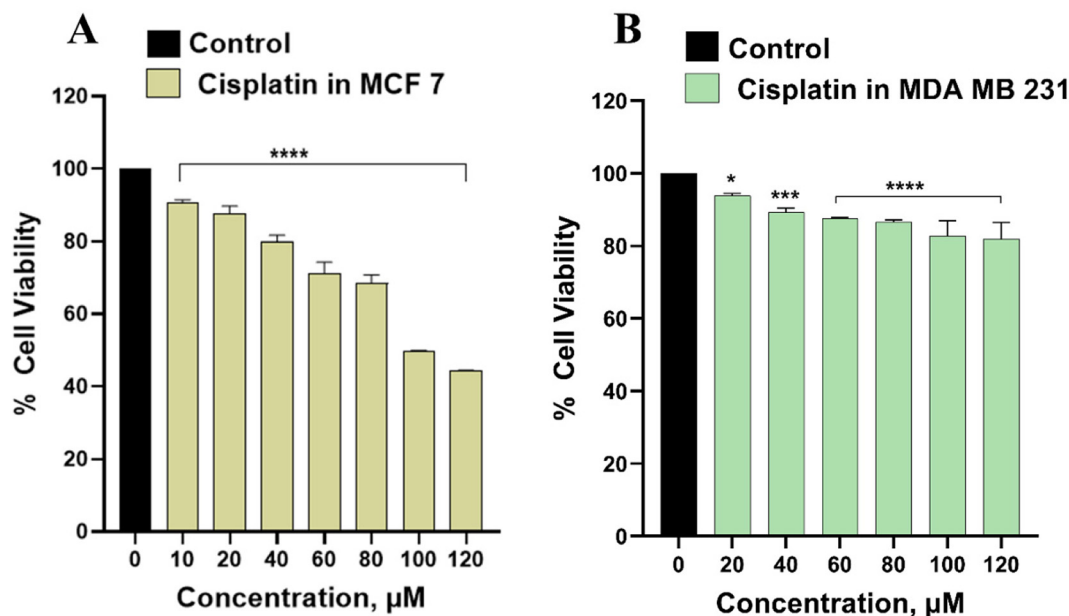 A
Control
Cisplatin in MCF 7
120
100
80
60
40
20
0
% Cell Viability
****
0 10 20 40 60 80 100 120
Concentration, µM
B
Control
Cisplatin in MDA MB 231
120
100
80
60
40
20
0
% Cell Viability
*
***
****
0 20 40 60 80 100 120
Concentration, µM